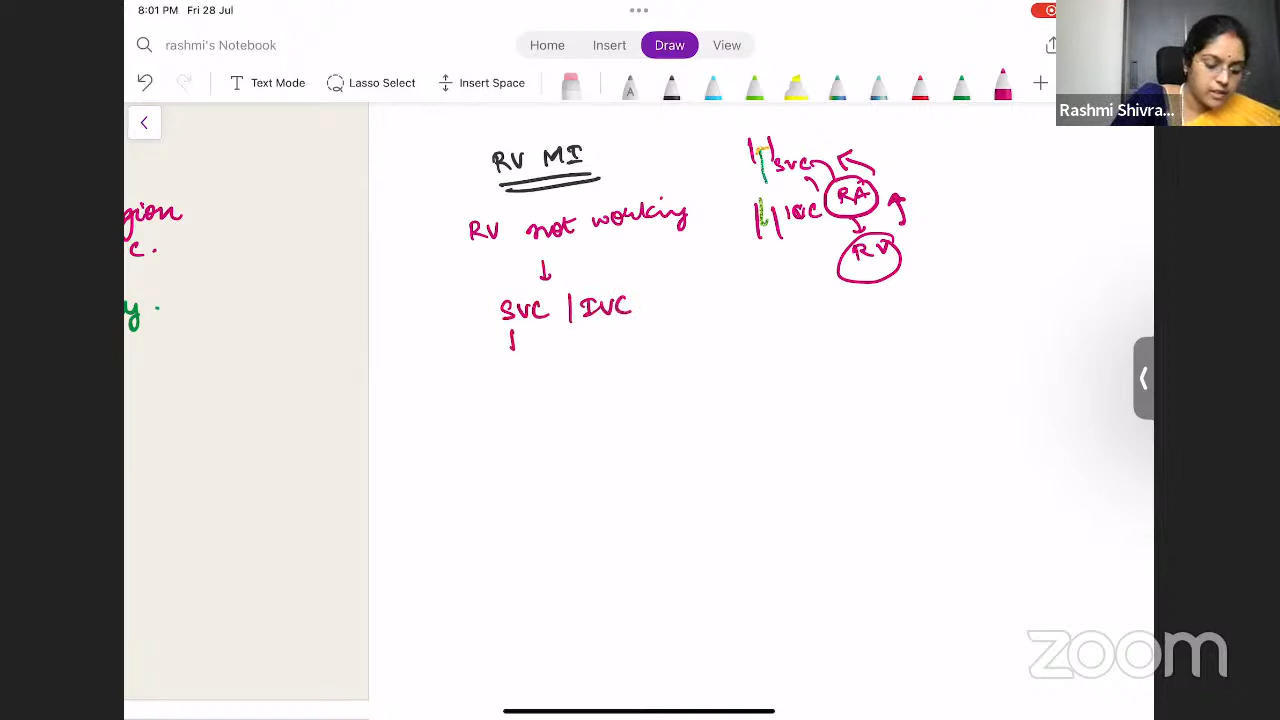 8:01 PM Fri 28 Jul
rashmi's Notebook
Home Insert Draw View
Text Mode Lasso Select Insert Space
A
Rashmi Shivra...
RV MI
RV not working
SVC | IVC
SVC
RA
IVC
RV
gion
c.
y.
zoom